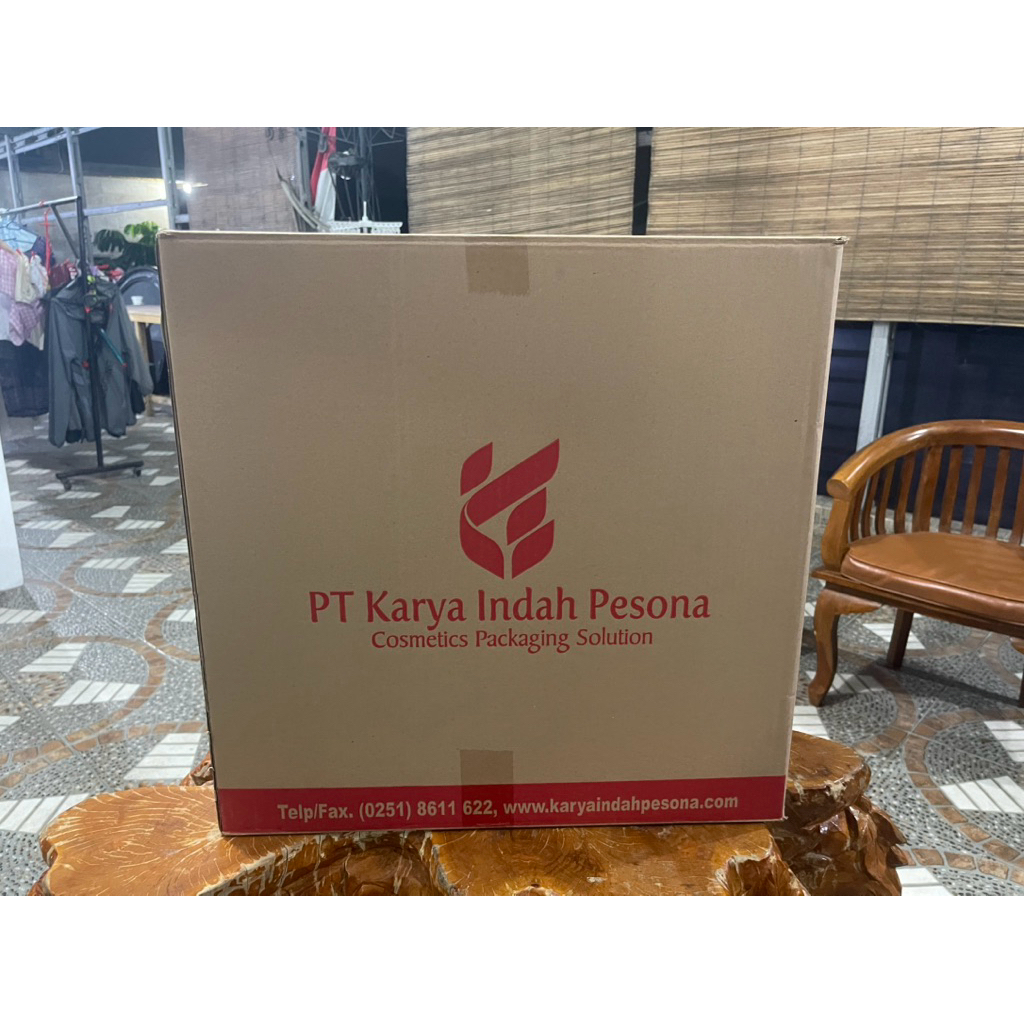 PT Karya Indah Pesona
Cosmetics Packaging Solution
Telp/Fax. (0251) 8611 622, www.karyaindahpesona.com